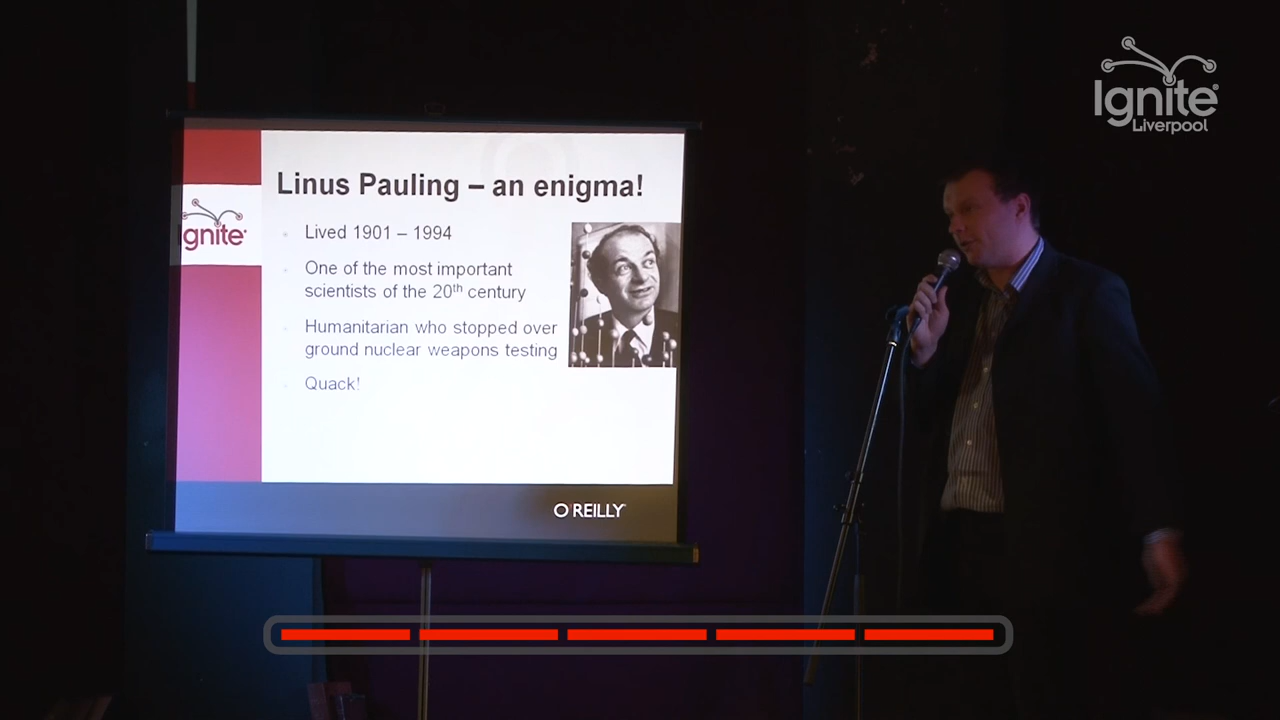 Ignite
Liverpool
Linus Pauling – an enigma!
ignite
Lived 1901 – 1994
One of the most important
scientists of the 20th century
Humanitarian who stopped over
ground nuclear weapons testing
Quack!
O'REILLY